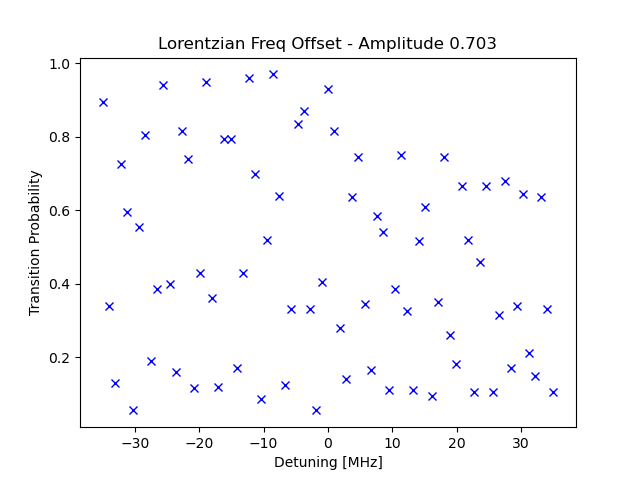 Lorentzian Freq Offset - Amplitude 0.703
1.0
0.8
0.6
0.4
0.2
Transition Probability
−30 −20 −10 0 10 20 30
Detuning [MHz]